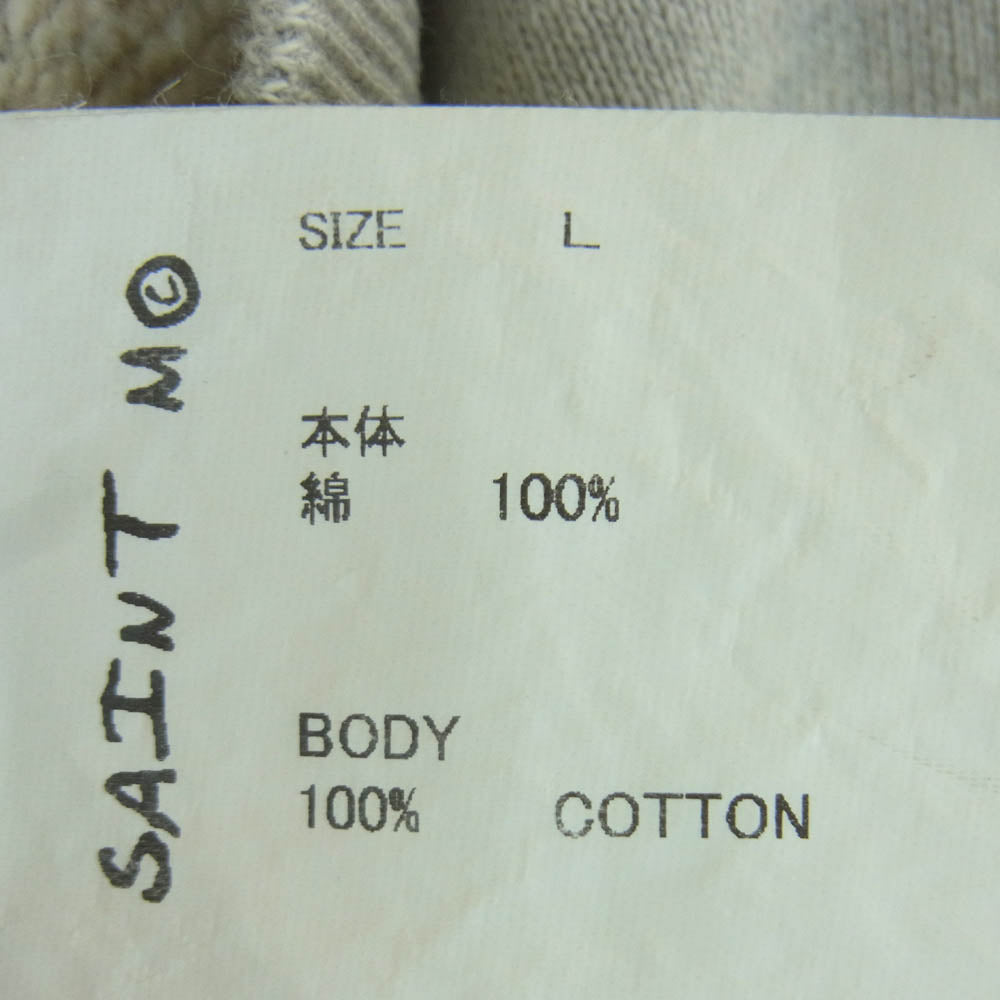 SAINT M©
SIZE L
本体
綿 100%
BODY
100% COTTON